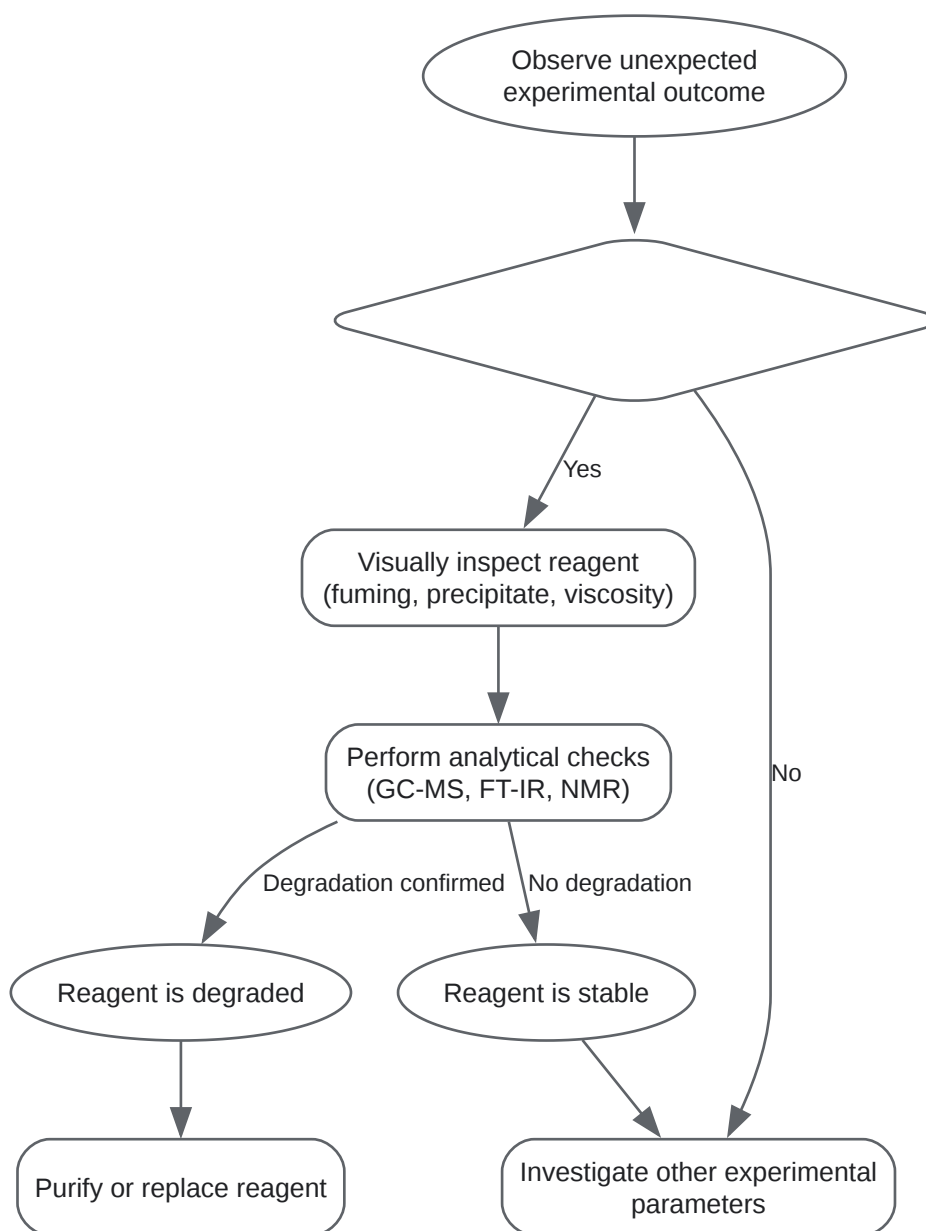 Observe unexpected
experimental outcome
Yes
Visually inspect reagent
(fuming, precipitate, viscosity)
Perform analytical checks
(GC-MS, FT-IR, NMR)
No
Degradation confirmed
No degradation
Reagent is degraded
Reagent is stable
Purify or replace reagent
Investigate other experimental
parameters